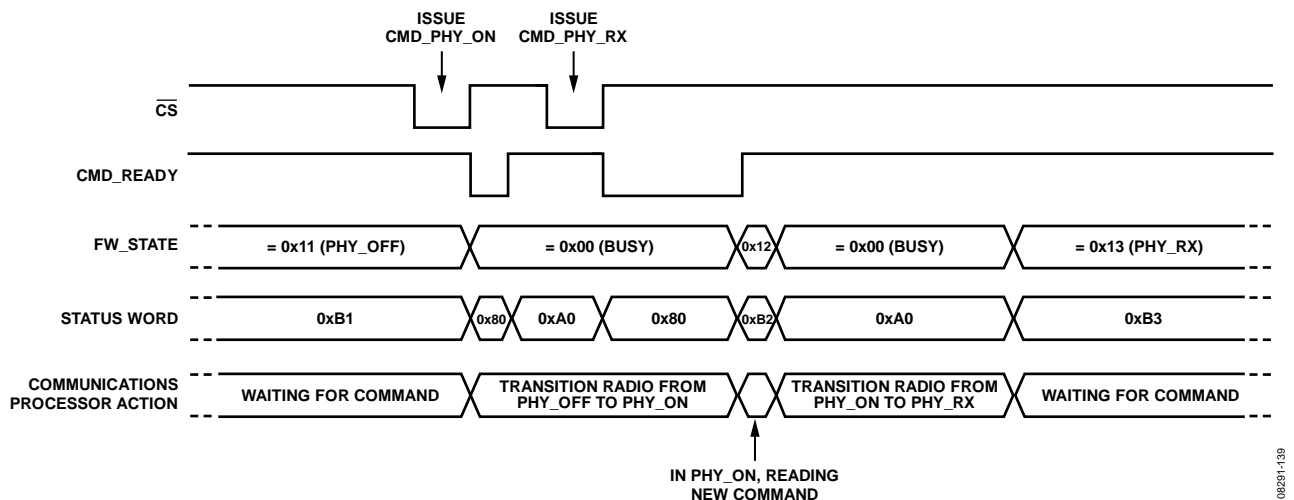 ISSUE
CMD_PHY_ON
ISSUE
CMD_PHY_RX
CS
CMD_READY
FW_STATE
= 0x11 (PHY_OFF)
= 0x00 (BUSY)
0x12
= 0x00 (BUSY)
= 0x13 (PHY_RX)
STATUS WORD
0xB1
0x80
0xA0
0x80
0xB2
0xA0
0xB3
COMMUNICATIONS
PROCESSOR ACTION
WAITING FOR COMMAND
TRANSITION RADIO FROM
PHY_OFF TO PHY_ON
TRANSITION RADIO FROM
PHY_ON TO PHY_RX
WAITING FOR COMMAND
IN PHY_ON, READING
NEW COMMAND
08291-139